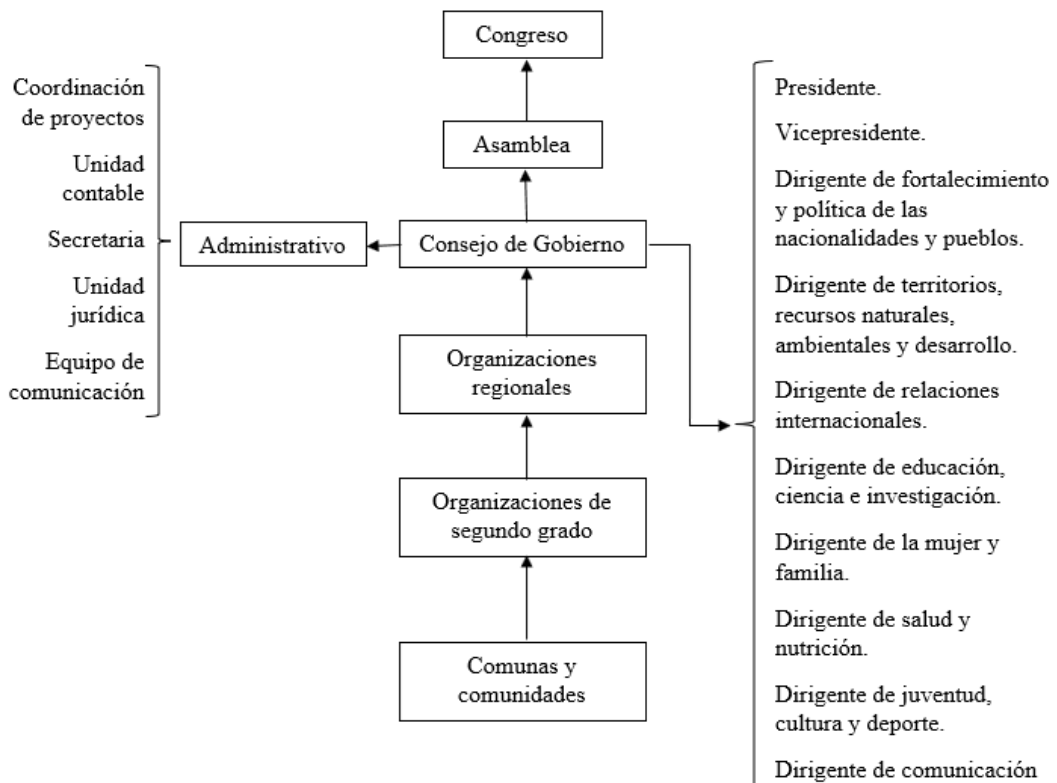 Congreso
Asamblea
Consejo de Gobierno
Administrativo
Organizaciones
regionales
Organizaciones de
segundo grado
Comunas y
comunidades
Coordinación
de proyectos
Unidad
contable
Secretaria
Unidad
jurídica
Equipo de
comunicación
Presidente.
Vicepresidente.
Dirigente de fortalecimiento
y política de las
nacionalidades y pueblos.
Dirigente de territorios,
recursos naturales,
ambientales y desarrollo.
Dirigente de relaciones
internacionales.
Dirigente de educación,
ciencia e investigación.
Dirigente de la mujer y
familia.
Dirigente de salud y
nutrición.
Dirigente de juventud,
cultura y deporte.
Dirigente de comunicación